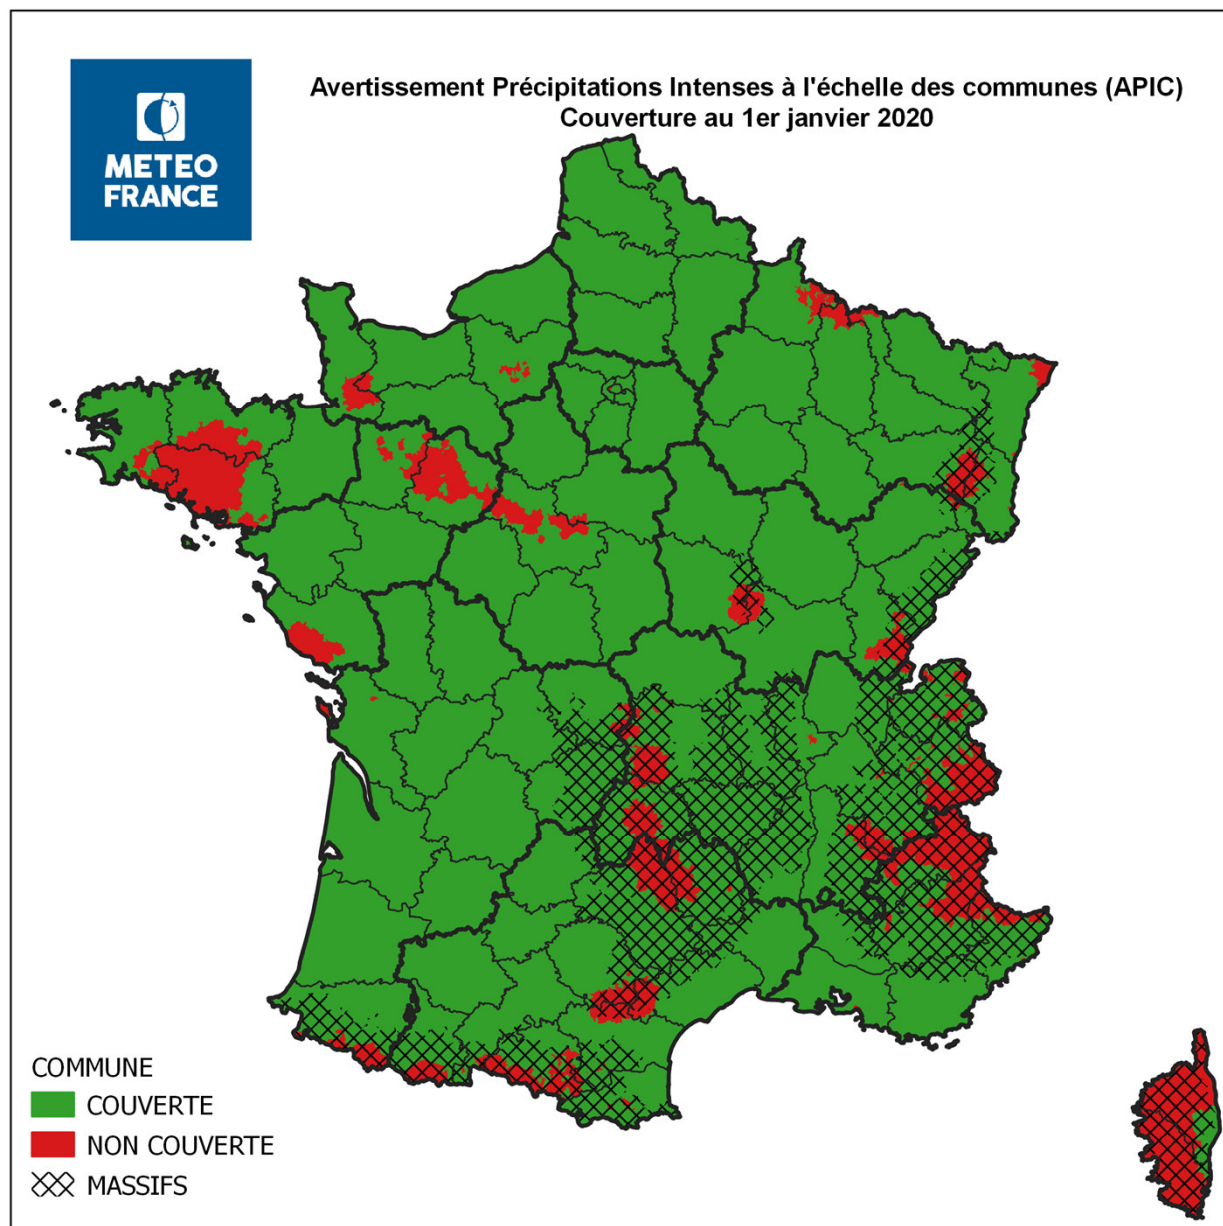 METEO
FRANCE
Avertissement Précipitations Intenses à l'échelle des communes (APIC)
Couverture au 1er janvier 2020
COMMUNE
COUVERTE
NON COUVERTE
MASSIFS